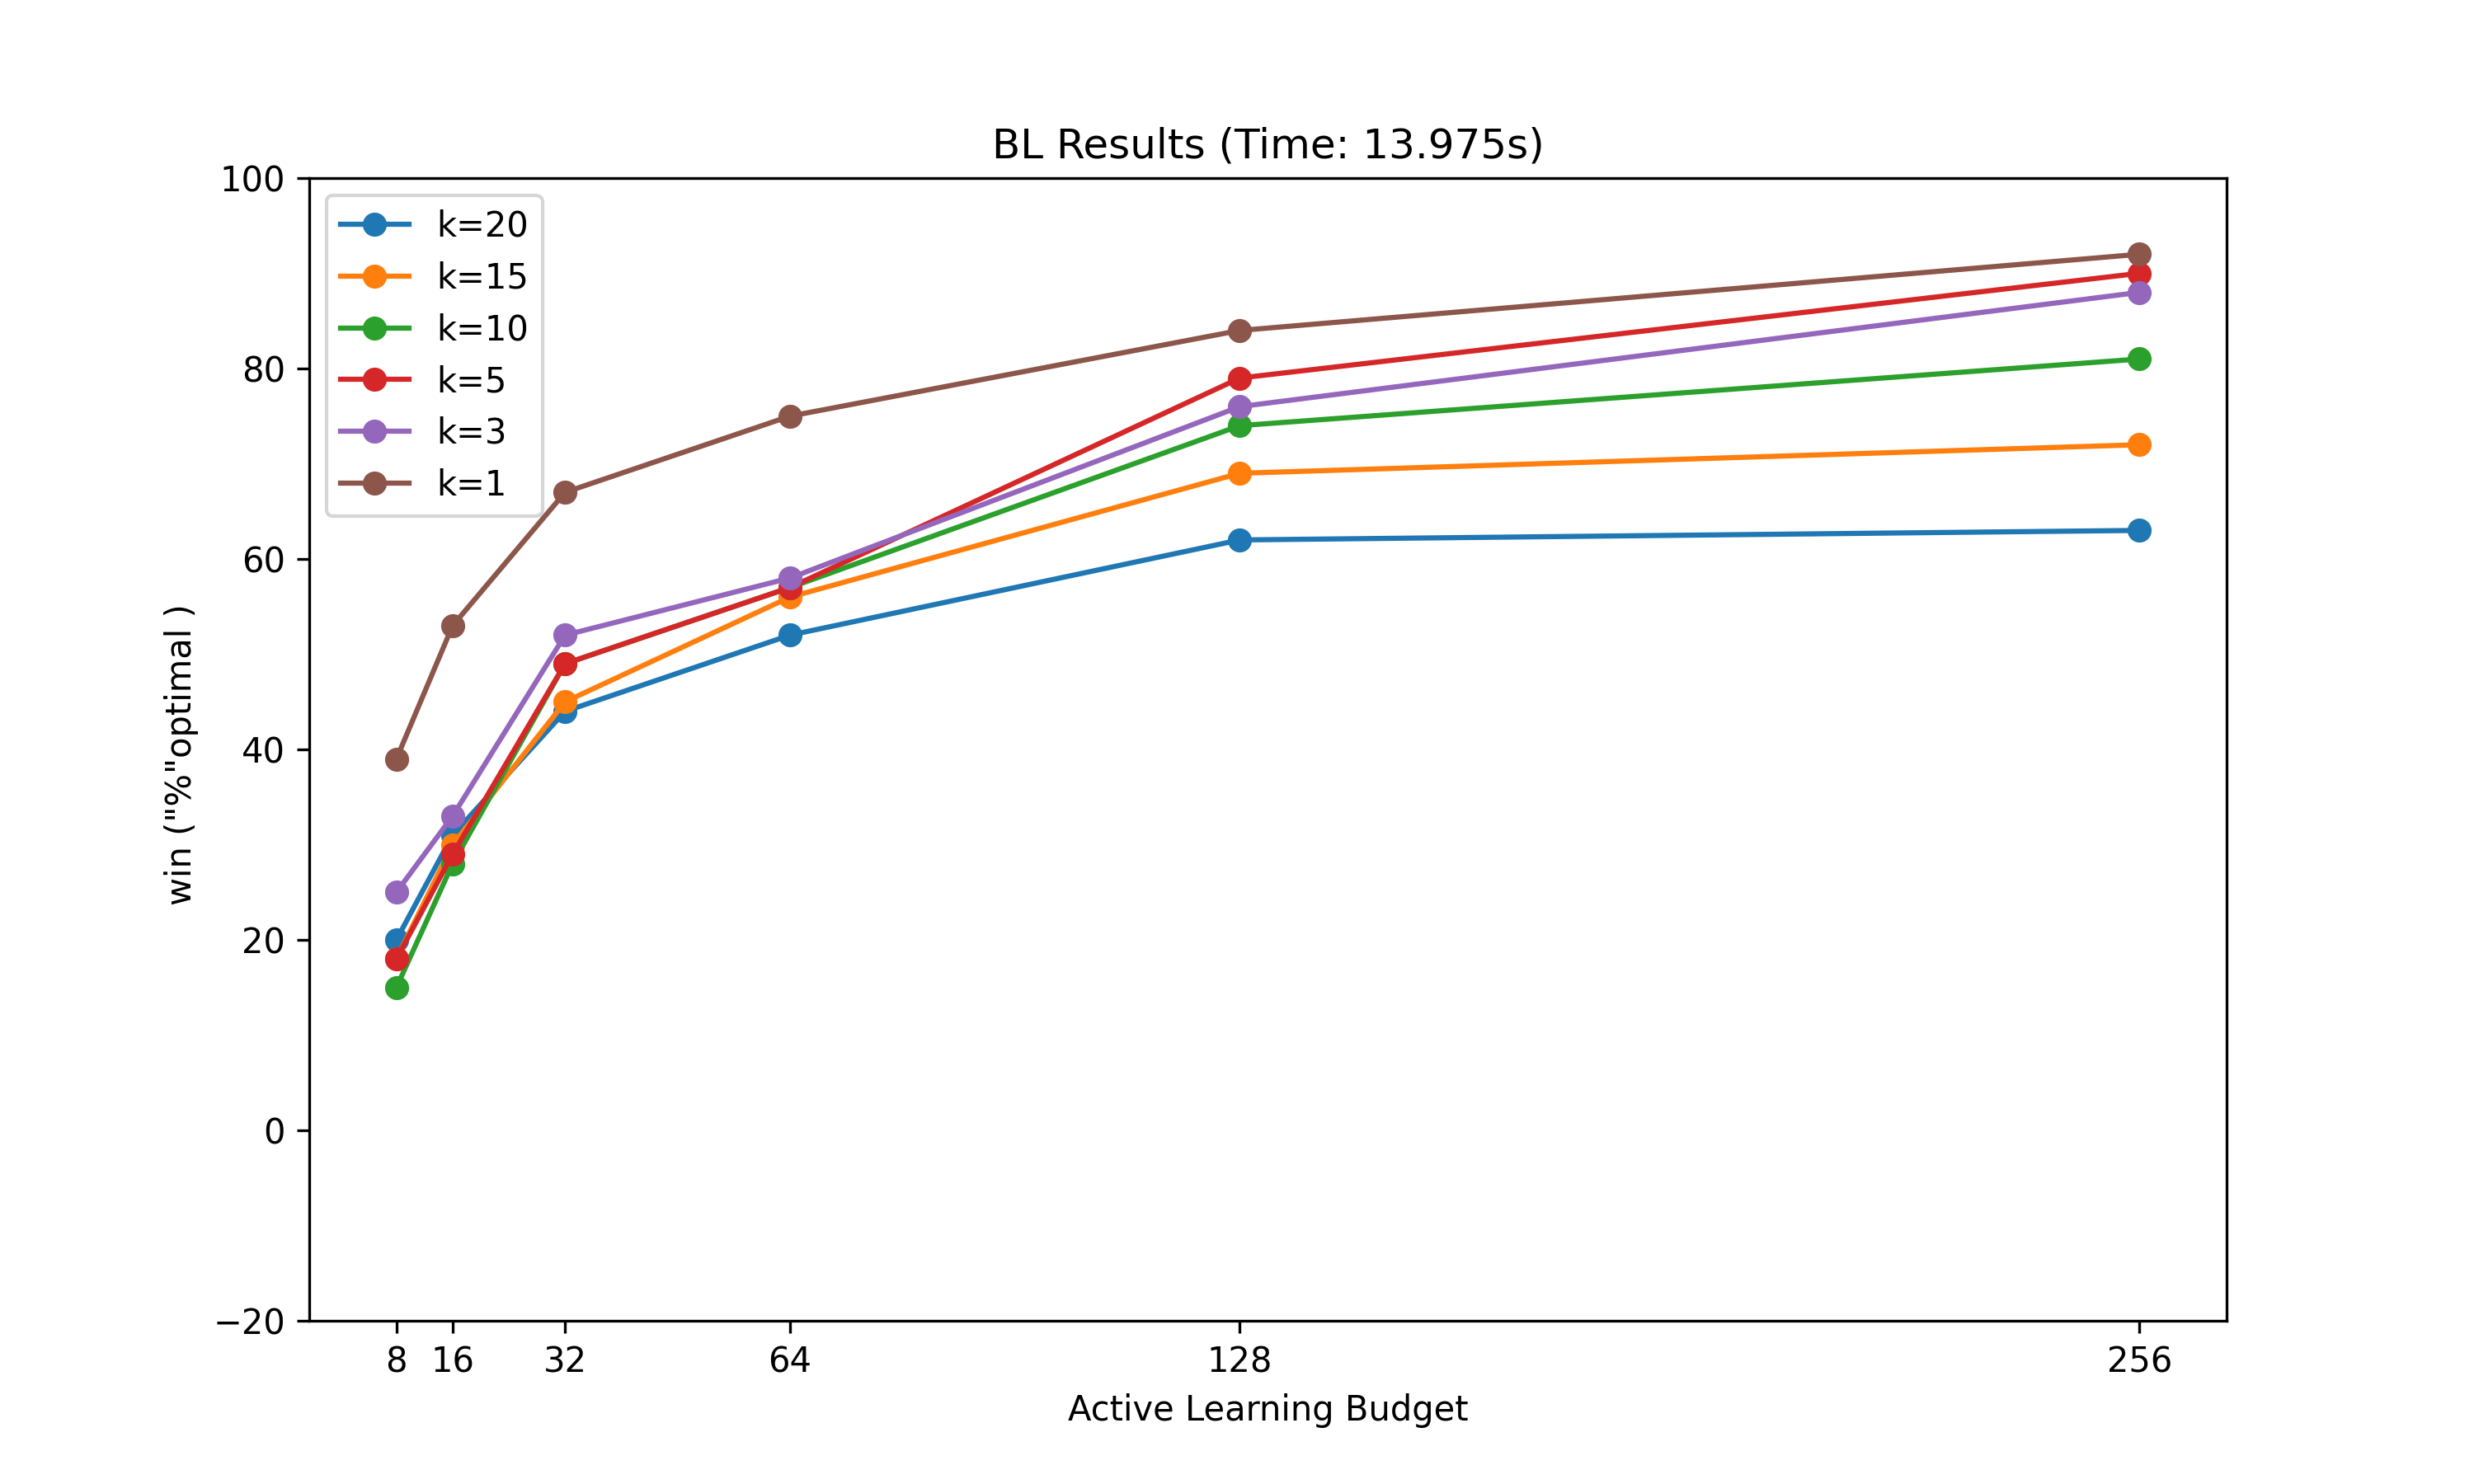 BL Results (Time: 13.975s)
100
80
60
40
20
0
−20
win ("%"optimal )
k=20
k=15
k=10
k=5
k=3
k=1
8 16 32 64 128 256
Active Learning Budget